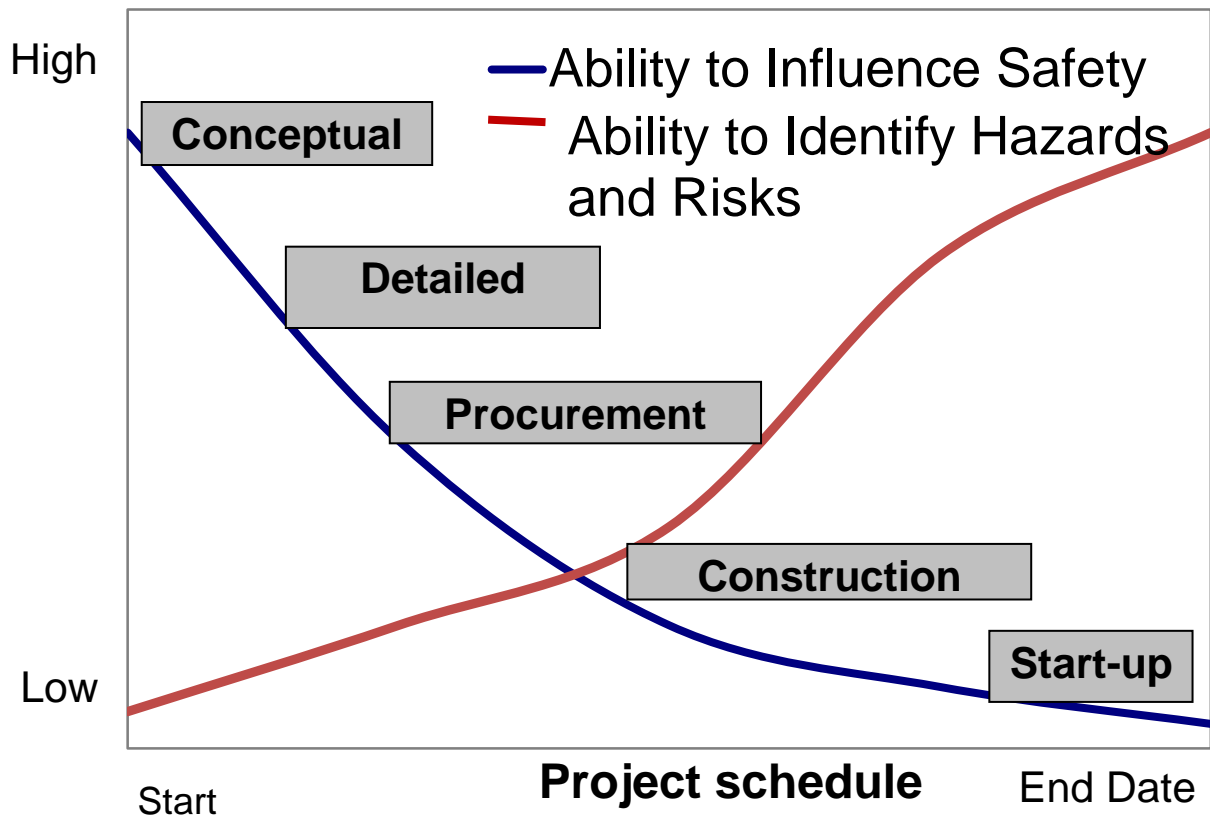 High
Ability to Influence Safety
Ability to Identify Hazards
and Risks
Conceptual
Detailed
Procurement
Construction
Start-up
Low
Start
Project schedule
End Date